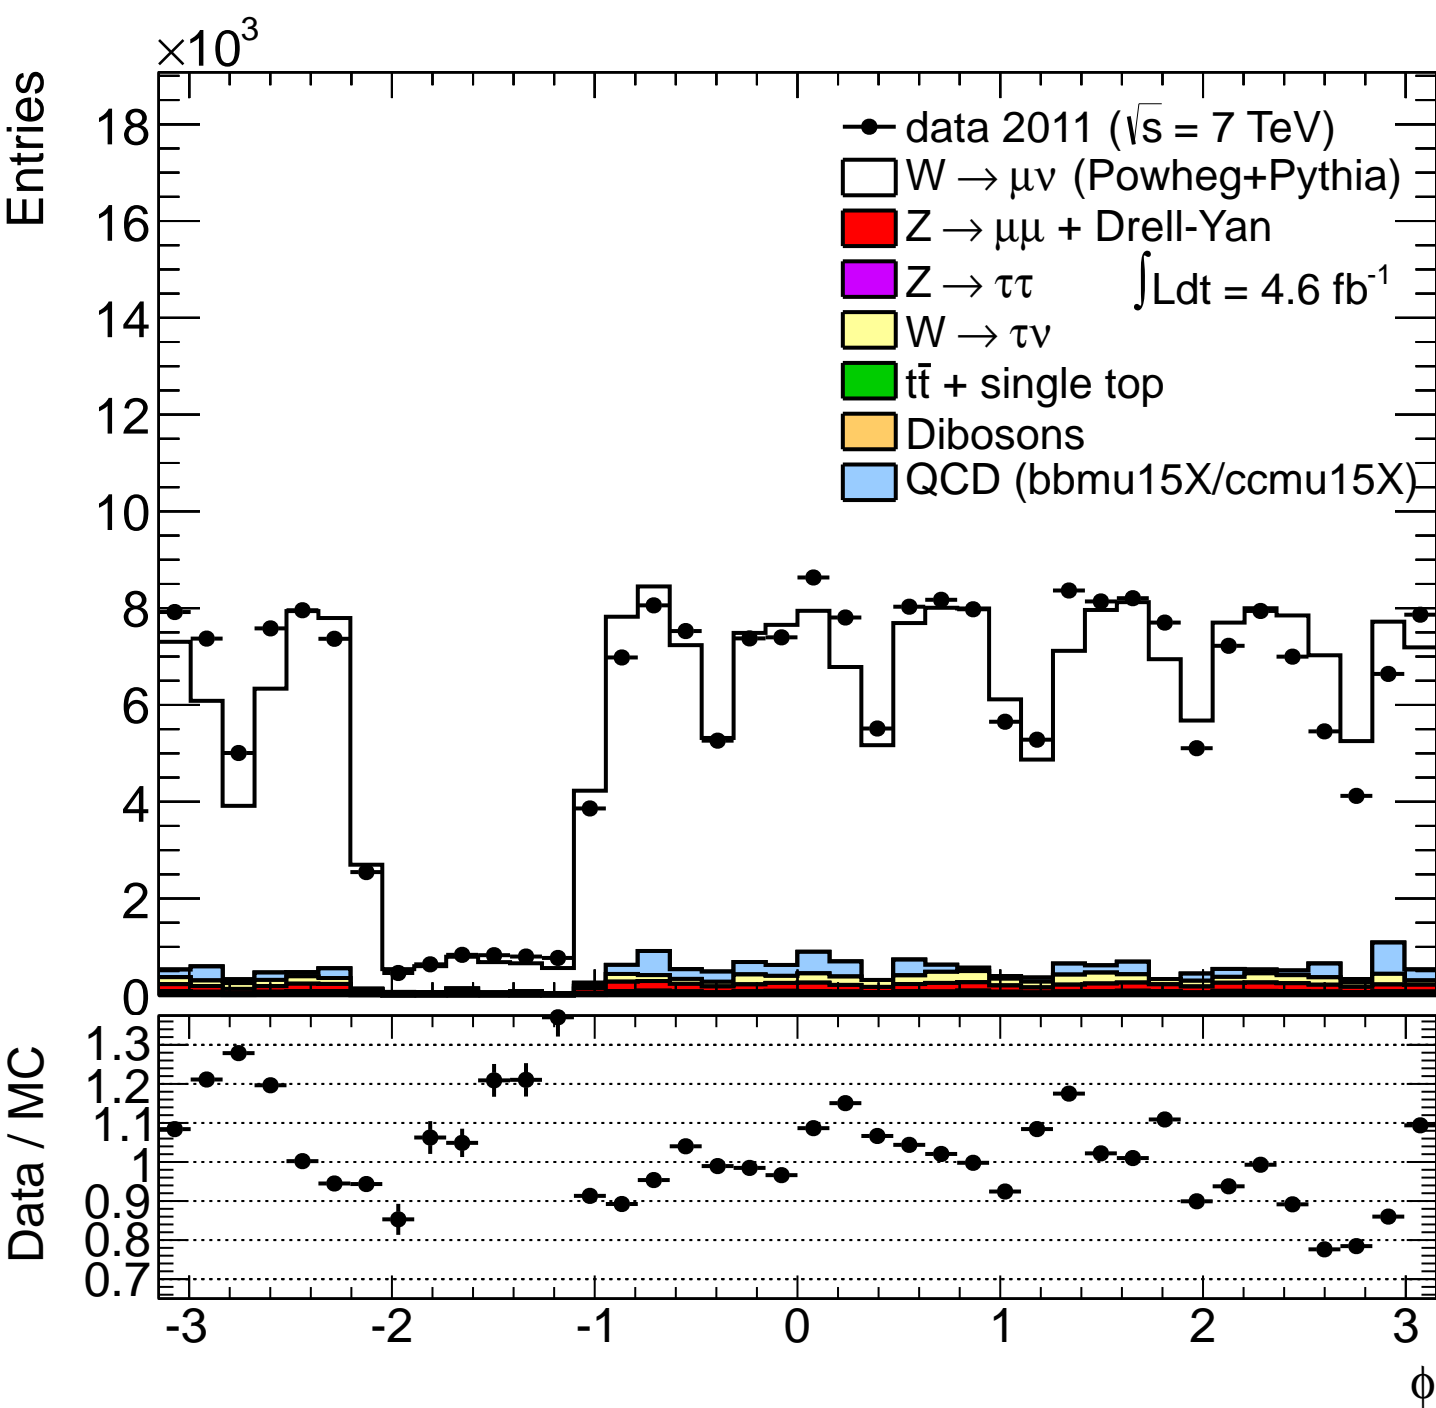 ×10³
Entries
18
16
14
12
10
8
6
4
2
0
data 2011 (√s = 7 TeV)
W → μν (Powheg+Pythia)
Z → μμ + Drell-Yan
Z → ττ
∫Ldt = 4.6 fb⁻¹
W → τν
tt̄ + single top
Dibosons
QCD (bbmu15X/ccmu15X)
Data / MC
1.3
1.2
1.1
1
0.9
0.8
0.7
-3 -2 -1 0 1 2 3
ϕ